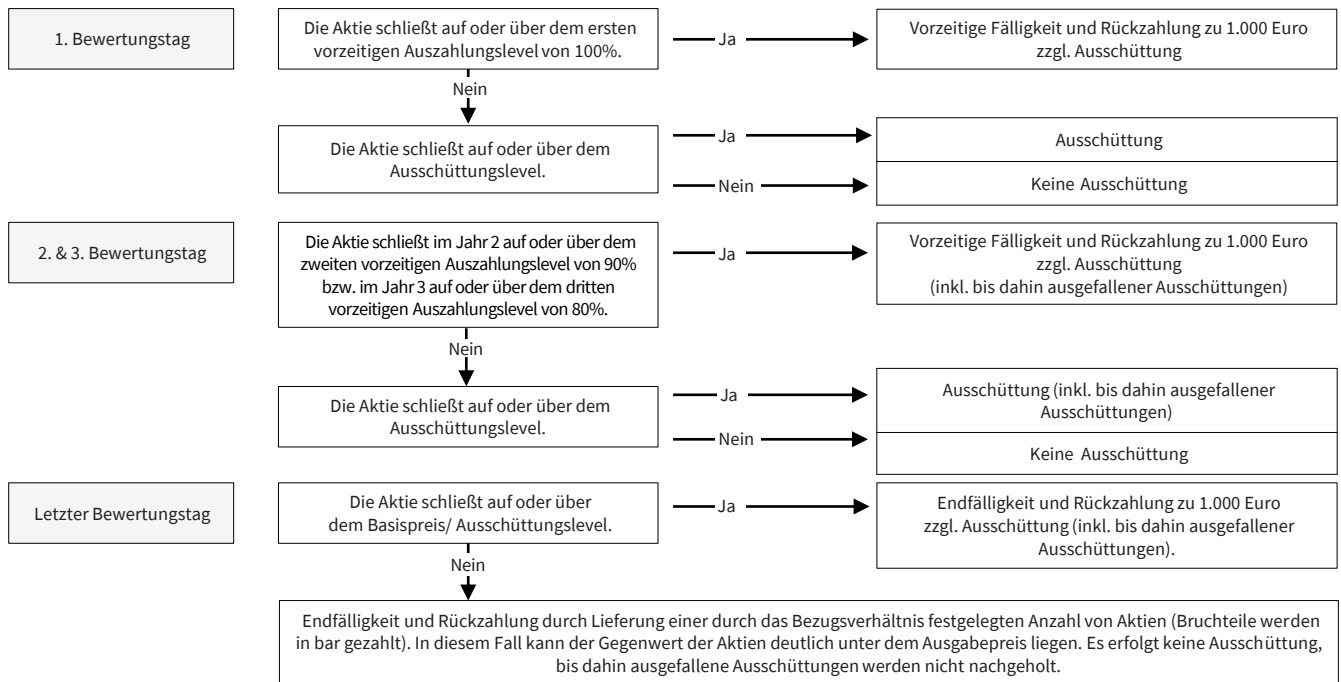 1. Bewertungstag
Die Aktie schließt auf oder über dem ersten
vorzeitigen Auszahlungslevel von 100%.
Ja
Vorzeitige Fälligkeit und Rückzahlung zu 1.000 Euro
zzgl. Ausschüttung
Nein
Die Aktie schließt auf oder über dem
Ausschüttungslevel.
Ja
Ausschüttung
Nein
Keine Ausschüttung
2. & 3. Bewertungstag
Die Aktie schließt im Jahr 2 auf oder über dem
zweiten vorzeitigen Auszahlungslevel von 90%
bzw. im Jahr 3 auf oder über dem dritten
vorzeitigen Auszahlungslevel von 80%.
Ja
Vorzeitige Fälligkeit und Rückzahlung zu 1.000 Euro
zzgl. Ausschüttung
(inkl. bis dahin ausgefallener Ausschüttungen)
Nein
Die Aktie schließt auf oder über dem
Ausschüttungslevel.
Ja
Ausschüttung (inkl. bis dahin ausgefallener
Ausschüttungen)
Nein
Keine Ausschüttung
Letzter Bewertungstag
Die Aktie schließt auf oder über
dem Basispreis/ Ausschüttungslevel.
Ja
Endfälligkeit und Rückzahlung zu 1.000 Euro
zzgl. Ausschüttung (inkl. bis dahin ausgefallener
Ausschüttungen).
Nein
Endfälligkeit und Rückzahlung durch Lieferung einer durch das Bezugsverhältnis festgelegten Anzahl von Aktien (Bruchteile werden
in bar gezahlt). In diesem Fall kann der Gegenwert der Aktien deutlich unter dem Ausgabepreis liegen. Es erfolgt keine Ausschüttung,
bis dahin ausgefallene Ausschüttungen werden nicht nachgeholt.